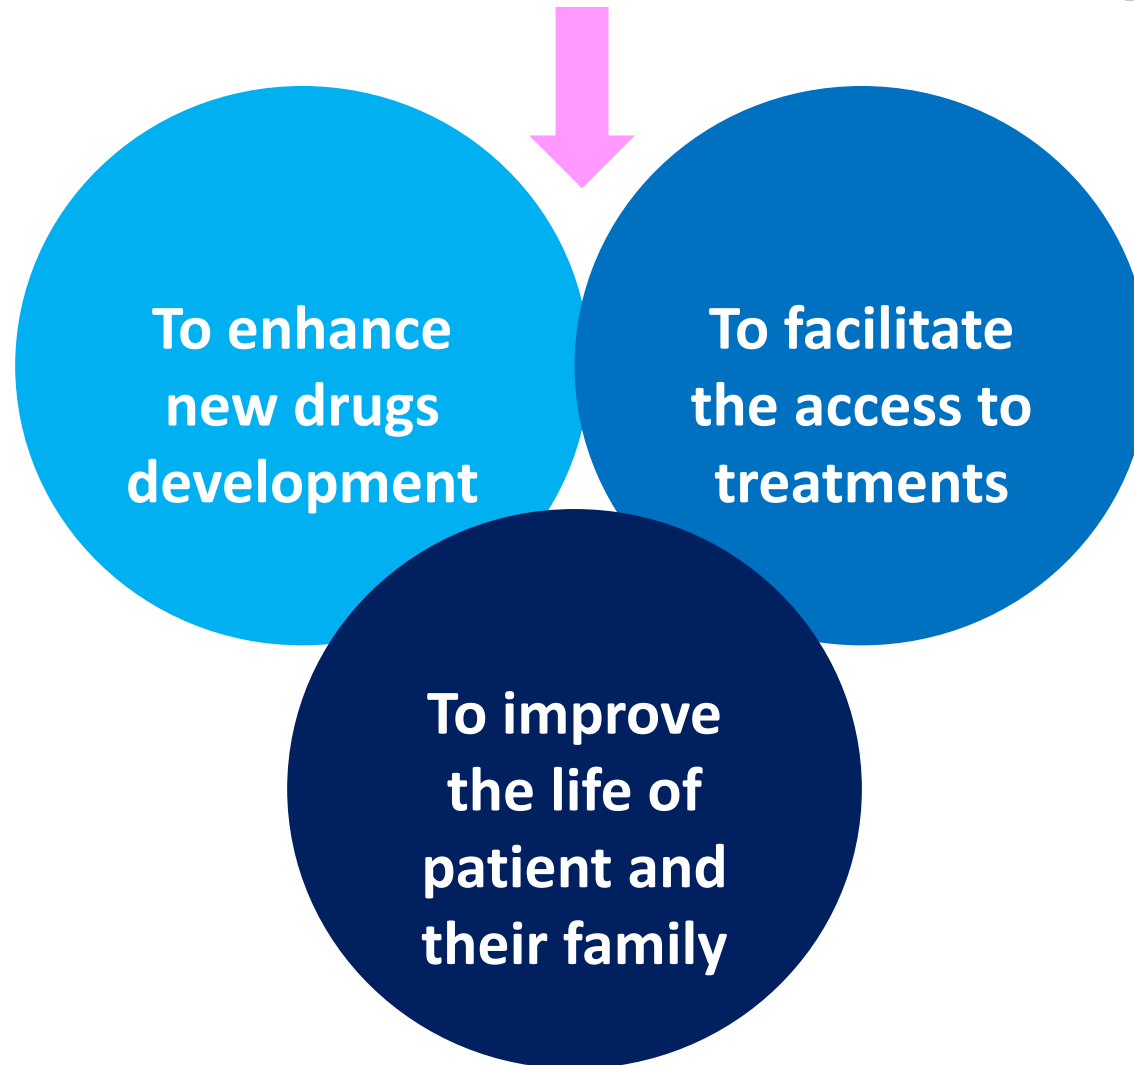 To enhance
new drugs
development
To facilitate
the access to
treatments
To improve
the life of
patient and
their family